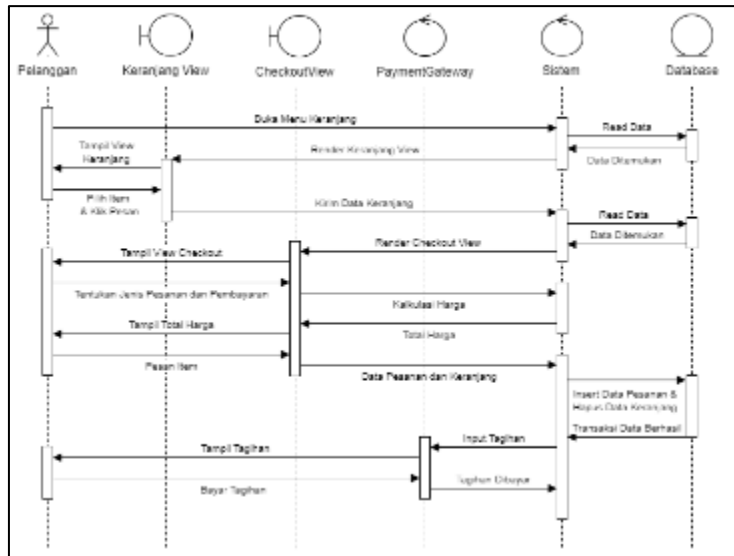 Pelanggan
Keranjang View
CheckoutView
PaymentGateway
Sistem
Database
Buka Menu Keranjang
Read Data
Tampil View
Keranjang
Render Keranjang View
Data Ditemukan
Pilih Item
& Klik Pesan
Kirim Data Keranjang
Read Data
Data Ditemukan
Render Checkout View
Tampil View Checkout
Tentukan Jenis Pesanan dan Pembayaran
Kalkulasi Harga
Tampil Total Harga
Total Harga
Pesan Item
Data Pesanan dan Keranjang
Insert Data Pesanan &
Hapus Data Keranjang
Transaksi Data Berhasil
Input Tagihan
Tampil Tagihan
Bayar Tagihan
Tagihan Dibayar